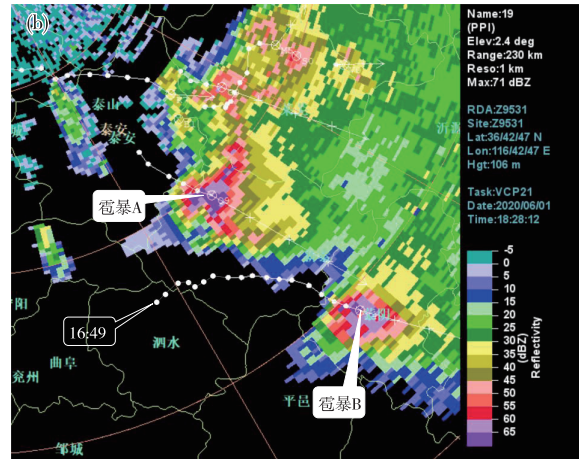 (b)
泰山
泰安
泰安
雹暴A
16:49
泗水
曲阜
兖州
邹城
平邑
雹暴B
Name:19
(PPI)
Elev:2.4 deg
Range:230 km
Reso:1 km
Max:71 dBZ
RDA:Z9531
Site:Z9531
Lat:36/42/47 N
Lon:116/42/47 E
Hgt:106 m
Task:VCP21
Date:2020/06/01
Time:18:28:12
-5
0
5
10
15
20
25
30
35
40
45
50
55
60
65
(dBZ)
Reflectivity